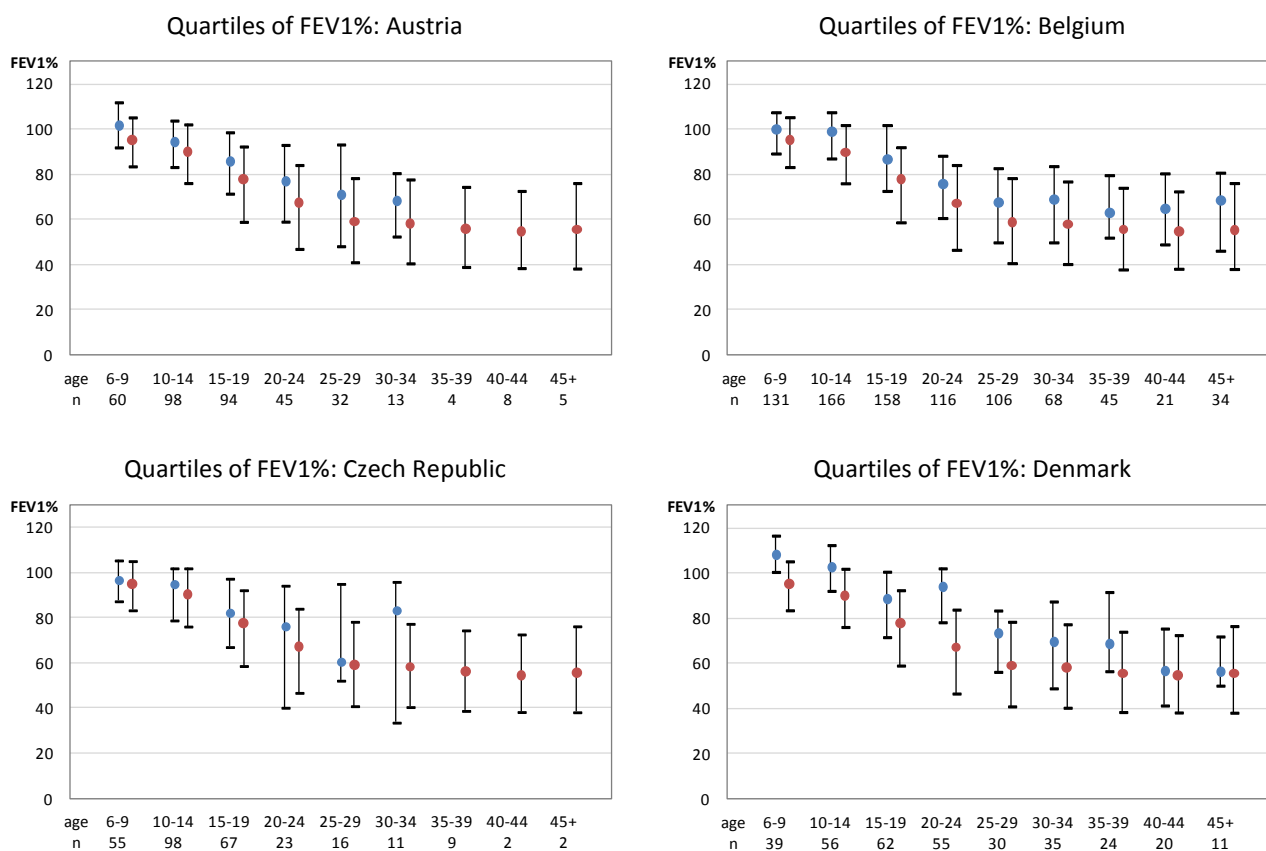 Quartiles of FEV1%: Austria
FEV1%
120
100
80
60
40
20
0
age 6-9 10-14 15-19 20-24 25-29 30-34 35-39 40-44 45+
n 60 98 94 45 32 13 4 8 5
Quartiles of FEV1%: Belgium
FEV1%
120
100
80
60
40
20
0
age 6-9 10-14 15-19 20-24 25-29 30-34 35-39 40-44 45+
n 131 166 158 116 106 68 45 21 34
Quartiles of FEV1%: Czech Republic
FEV1%
120
100
80
60
40
20
0
age 6-9 10-14 15-19 20-24 25-29 30-34 35-39 40-44 45+
n 55 98 67 23 16 11 9 2 2
Quartiles of FEV1%: Denmark
FEV1%
120
100
80
60
40
20
0
age 6-9 10-14 15-19 20-24 25-29 30-34 35-39 40-44 45+
n 39 56 62 55 30 35 24 20 11